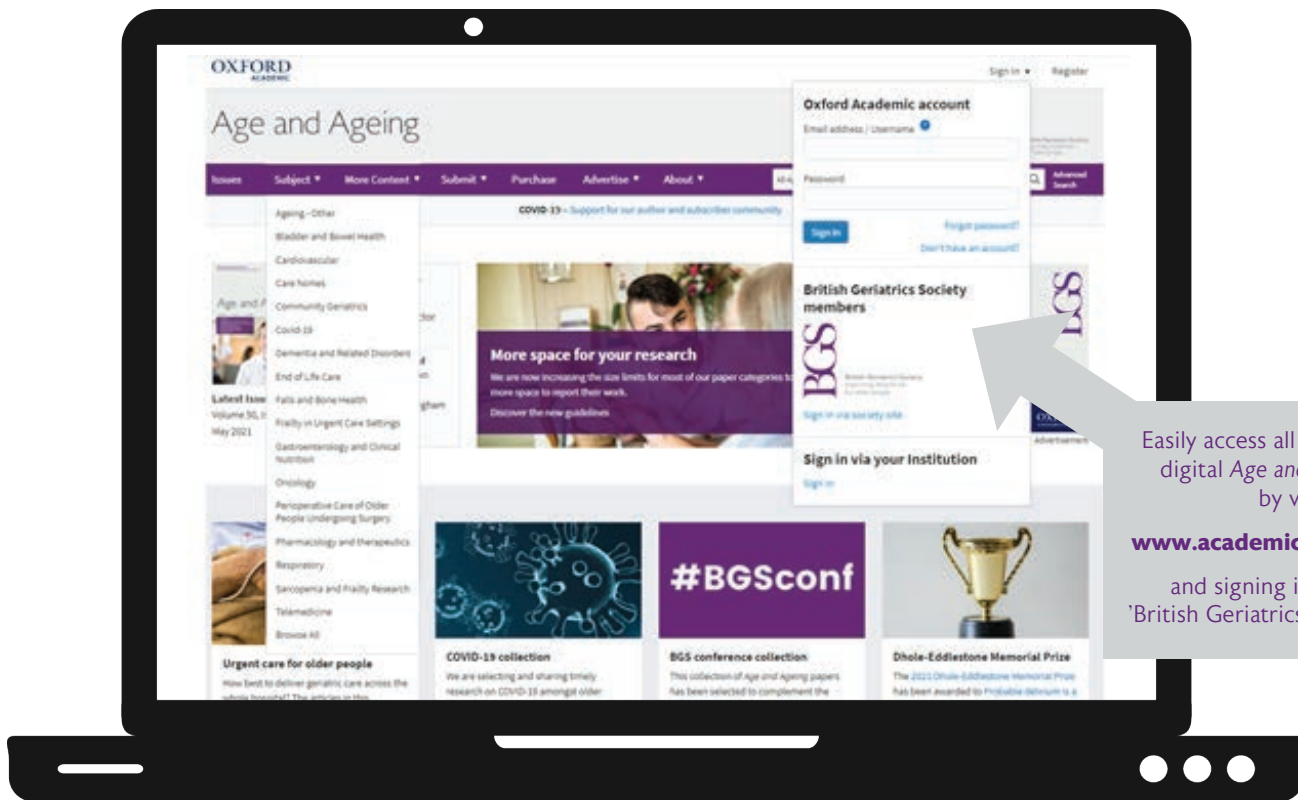 OXFORD
ACADEMIC
Sign in
Register
Age and Ageing
Issues
Subject
More Content
Submit
Purchase
Advertise
About
Advanced
Search
COVID-19 – Support for our author and subscriber community
Ageing - Other
Bladder and Bowel Health
Cardiovascular
Care homes
Community Geriatrics
Covid-19
Dementia and Related Disorders
End of Life Care
Falls and Bone Health
Frailty in Urgent Care Settings
Gastroenterology and Clinical
Nutrition
Oncology
Perioperative Care of Older
People Undergoing Surgery
Pharmacology and therapeutics
Respiratory
Sarcopenia and Frailty Research
Telemedicine
Browse All
Age and A
Latest Issue
Volume 50, Is
May 2021
More space for your research
We are now increasing the size limits for most of our paper categories to
more space to report their work.
Discover the new guidelines
Oxford Academic account
Email address / Username
Password
Sign In
Forgot password?
Don't have an account?
British Geriatrics Society
members
BGS
British Geriatrics Society
Sign in via society site
Sign in via your Institution
Sign in
BGS
Advertisement
Easily access all
digital Age an
by v
www.academic
and signing i
'British Geriatrics
Urgent care for older people
How best to deliver geriatric care across the
whole hospital? The articles in this
COVID-19 collection
We are selecting and sharing timely
research on COVID-19 amongst older
#BGSconf
BGS conference collection
This collection of Age and Ageing papers
has been selected to complement the
Dhole-Eddlestone Memorial Prize
The 2021 Dhole-Eddlestone Memorial Prize
has been awarded to Probable delirium is a